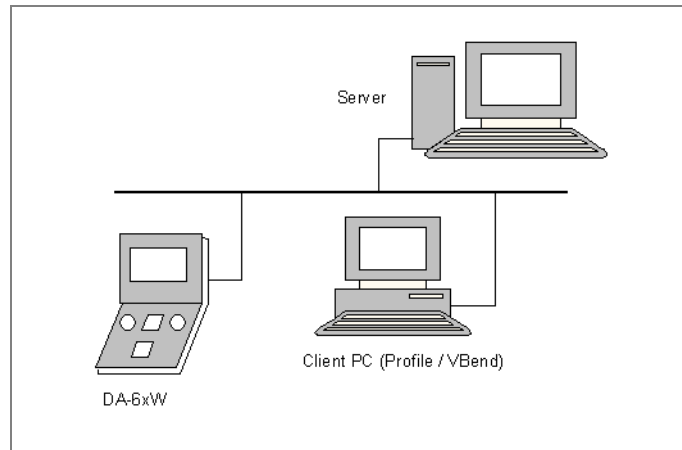 Server
Client PC (Profile / VBend)
DA-6xW